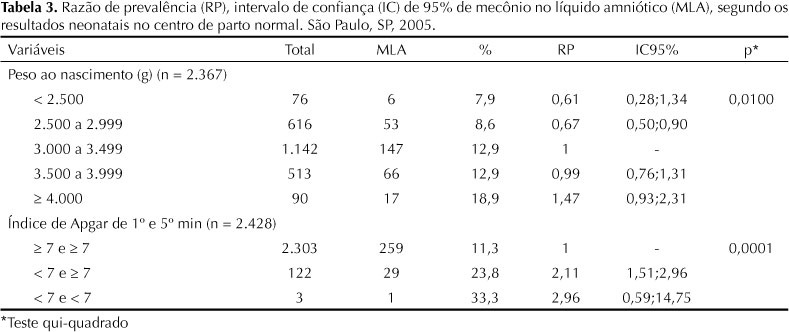 Tabela 3. Razão de prevalência (RP), intervalo de confiança (IC) de 95% de mecônio no líquido amniótico (MLA), segundo os
resultados neonatais no centro de parto normal. São Paulo, SP, 2005.
Variáveis Total MLA % RP IC95% p*
Peso ao nascimento (g) (n = 2.367)
< 2.500 76 6 7,9 0,61 0,28;1,34 0,0100
2.500 a 2.999 616 53 8,6 0,67 0,50;0,90
3.000 a 3.499 1.142 147 12,9 1 -
3.500 a 3.999 513 66 12,9 0,99 0,76;1,31
≥ 4.000 90 17 18,9 1,47 0,93;2,31
Índice de Apgar de 1º e 5º min (n = 2.428)
≥ 7 e ≥ 7 2.303 259 11,3 1 - 0,0001
< 7 e ≥ 7 122 29 23,8 2,11 1,51;2,96
< 7 e < 7 3 1 33,3 2,96 0,59;14,75
*Teste qui-quadrado